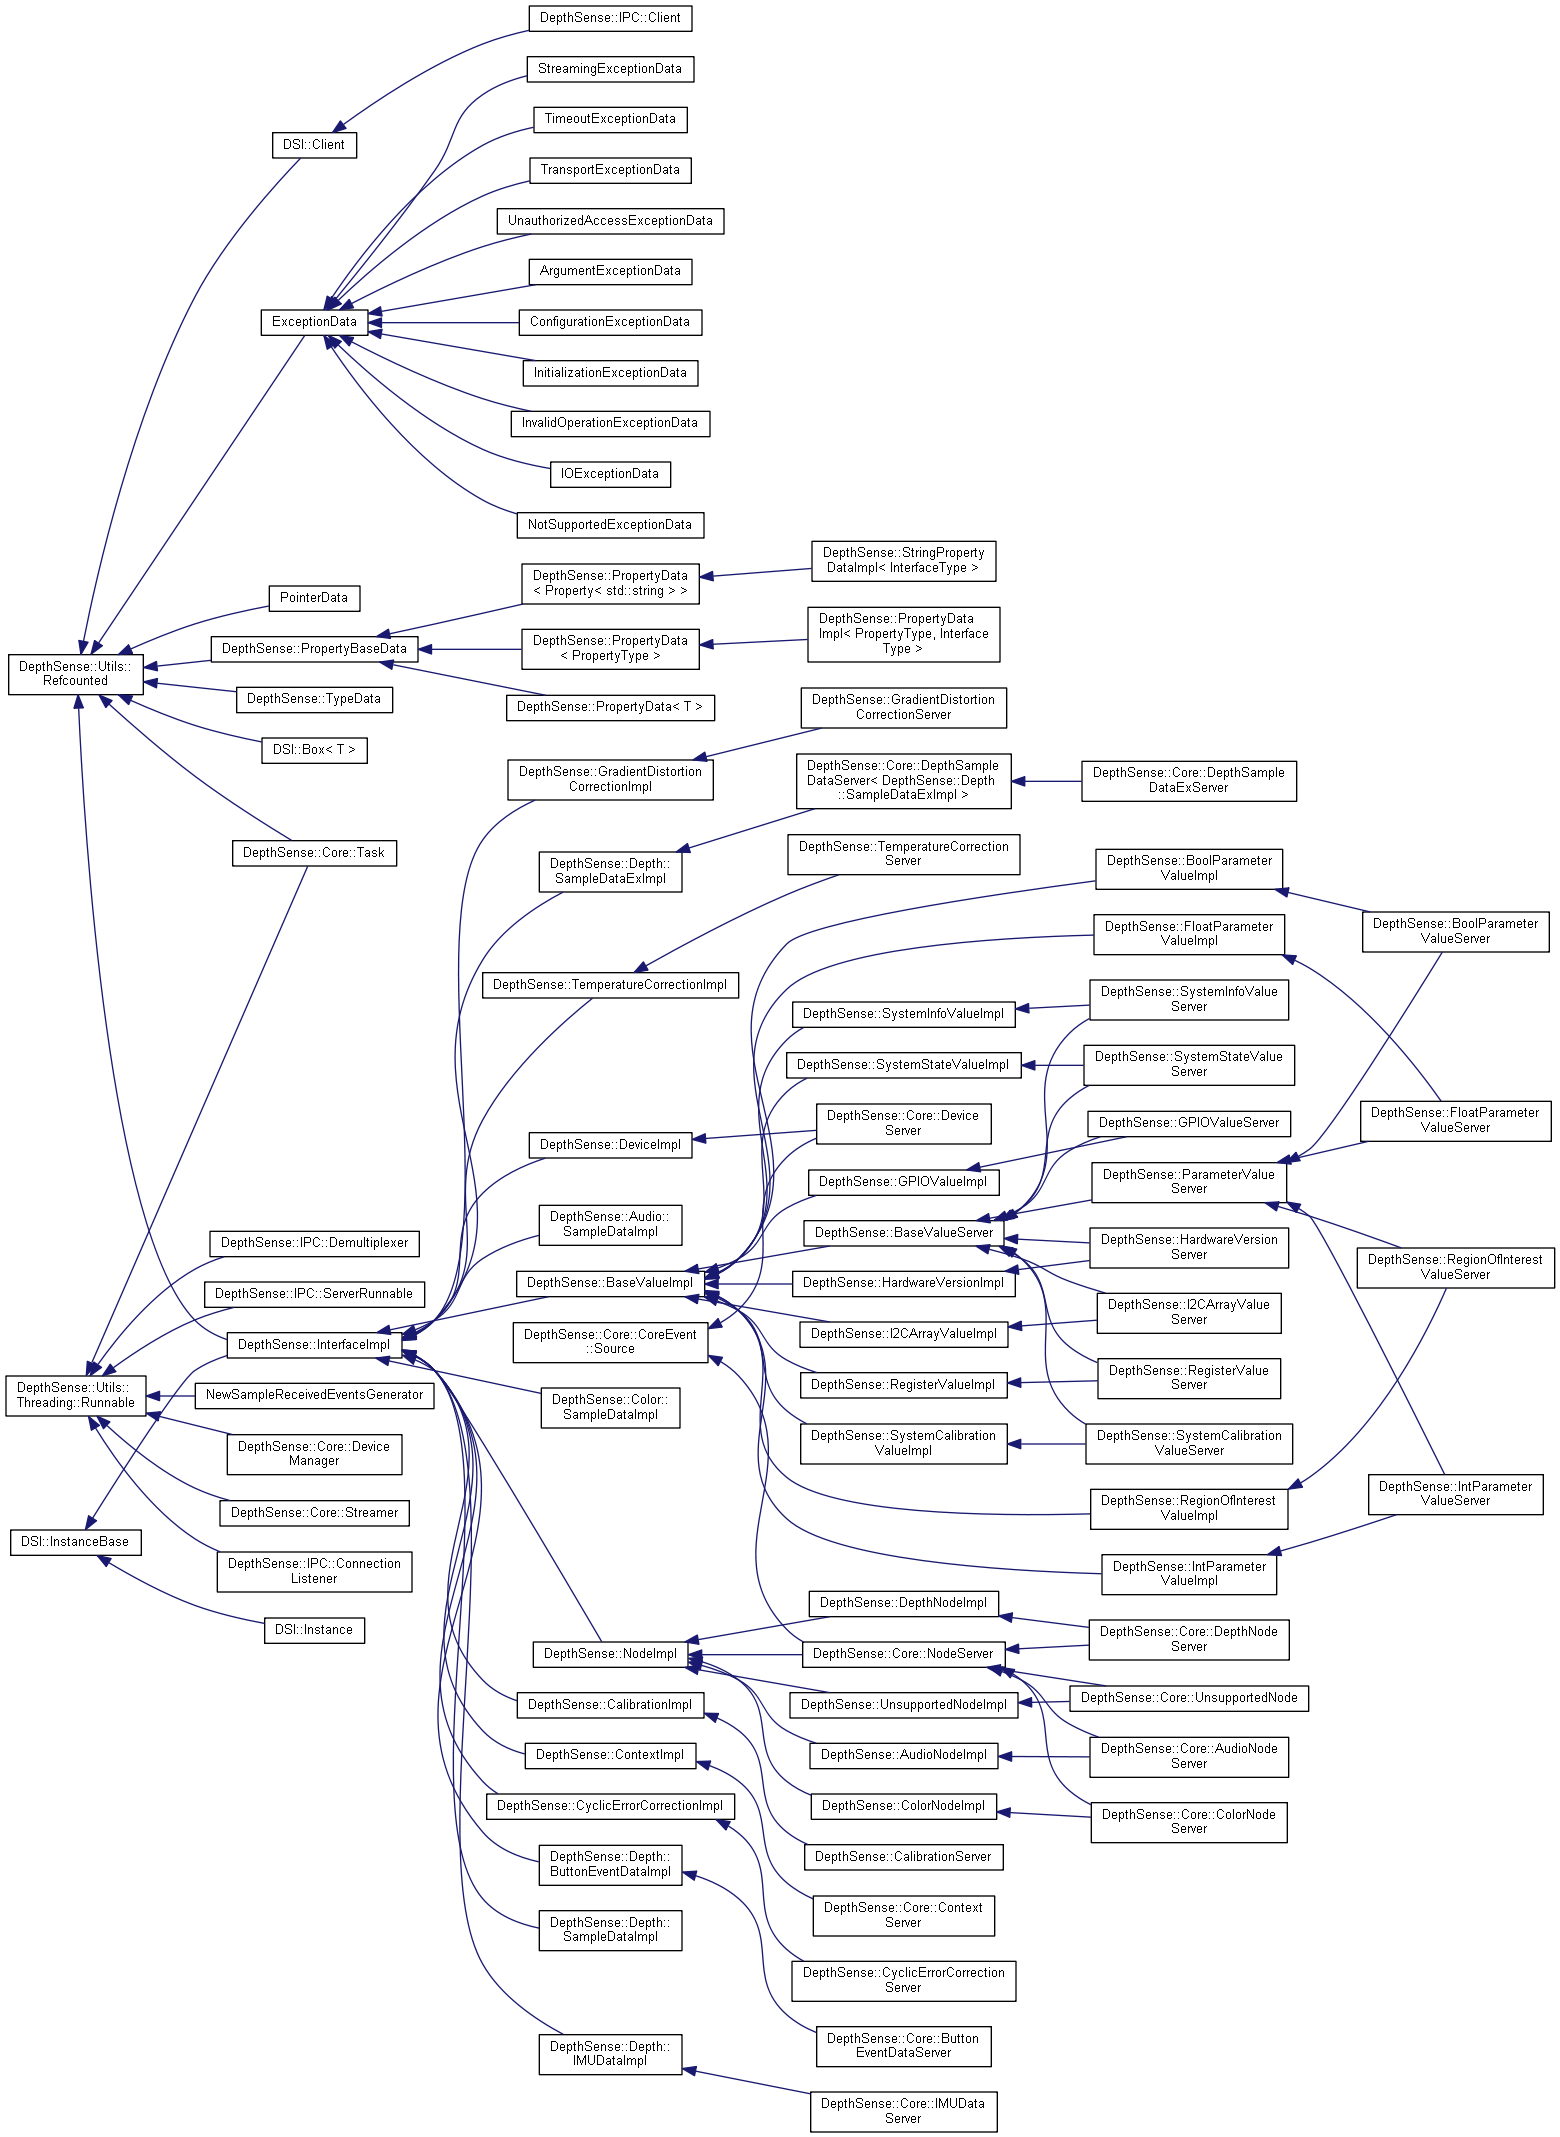 DepthSense::IPC::Client
StreamingExceptionData
TimeoutExceptionData
DSI::Client
TransportExceptionData
UnauthorizedAccessExceptionData
ArgumentExceptionData
ExceptionData
ConfigurationExceptionData
InitializationExceptionData
InvalidOperationExceptionData
IOExceptionData
NotSupportedExceptionData
DepthSense::StringProperty
DataImpl< InterfaceType >
DepthSense::PropertyData
< Property< std::string > >
PointerData
DepthSense::PropertyData
Impl< PropertyType, Interface
Type >
DepthSense::PropertyBaseData
DepthSense::PropertyData
< PropertyType >
DepthSense::Utils::
Refcounted
DepthSense::TypeData
DepthSense::PropertyData< T >
DepthSense::GradientDistortion
CorrectionServer
DSI::Box< T >
DepthSense::GradientDistortion
CorrectionImpl
DepthSense::Core::DepthSample
DataServer< DepthSense::Depth
::SampleDataExImpl >
DepthSense::Core::DepthSample
DataExServer
DepthSense::Core::Task
DepthSense::Depth::
SampleDataExImpl
DepthSense::TemperatureCorrection
Server
DepthSense::BoolParameter
ValueImpl
DepthSense::BoolParameter
ValueServer
DepthSense::FloatParameter
ValueImpl
DepthSense::TemperatureCorrectionImpl
DepthSense::SystemInfoValueImpl
DepthSense::SystemInfoValue
Server
DepthSense::SystemStateValueImpl
DepthSense::SystemStateValue
Server
DepthSense::DeviceImpl
DepthSense::Core::Device
Server
DepthSense::GPIOValueServer
DepthSense::FloatParameter
ValueServer
DepthSense::GPIOValueImpl
DepthSense::ParameterValue
Server
DepthSense::Audio::
SampleDataImpl
DepthSense::BaseValueServer
DepthSense::IPC::Demultiplexer
DepthSense::HardwareVersion
Server
DepthSense::RegionOfInterest
ValueServer
DepthSense::BaseValueImpl
DepthSense::HardwareVersionImpl
DepthSense::IPC::ServerRunnable
DepthSense::I2CArrayValue
Server
DepthSense::InterfaceImpl
DepthSense::Core::CoreEvent
::Source
DepthSense::I2CArrayValueImpl
DepthSense::Utils::
Threading::Runnable
NewSampleReceivedEventsGenerator
DepthSense::Color::
SampleDataImpl
DepthSense::RegisterValueImpl
DepthSense::RegisterValue
Server
DepthSense::Core::Device
Manager
DepthSense::SystemCalibration
ValueImpl
DepthSense::SystemCalibration
ValueServer
DepthSense::Core::Streamer
DepthSense::RegionOfInterest
ValueImpl
DepthSense::IntParameter
ValueServer
DSI::InstanceBase
DepthSense::IPC::Connection
Listener
DepthSense::IntParameter
ValueImpl
DSI::Instance
DepthSense::DepthNodeImpl
DepthSense::Core::DepthNode
Server
DepthSense::NodeImpl
DepthSense::Core::NodeServer
DepthSense::CalibrationImpl
DepthSense::UnsupportedNodeImpl
DepthSense::Core::UnsupportedNode
DepthSense::ContextImpl
DepthSense::AudioNodeImpl
DepthSense::Core::AudioNode
Server
DepthSense::CyclicErrorCorrectionImpl
DepthSense::ColorNodeImpl
DepthSense::Core::ColorNode
Server
DepthSense::Depth::
ButtonEventDataImpl
DepthSense::CalibrationServer
DepthSense::Core::Context
Server
DepthSense::Depth::
SampleDataImpl
DepthSense::CyclicErrorCorrection
Server
DepthSense::Core::Button
EventDataServer
DepthSense::Depth::
IMUDataImpl
DepthSense::Core::IMUData
Server